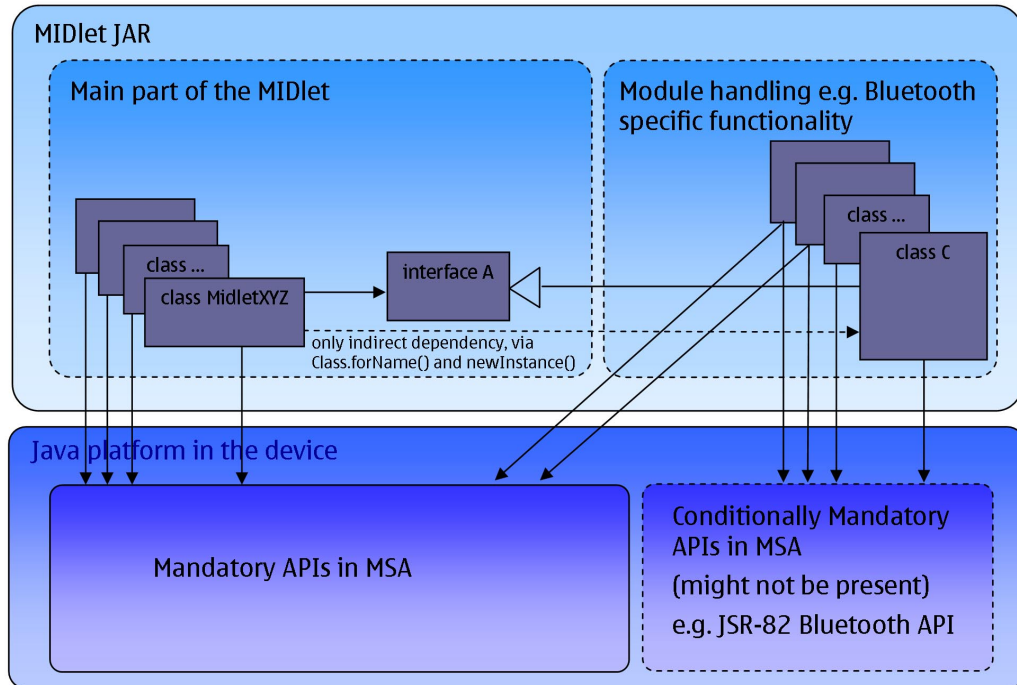 MIDlet JAR
Main part of the MIDlet
Module handling e.g. Bluetooth
specific functionality
class ...
class MidletXYZ
interface A
class ...
class C
only indirect dependency, via
Class.forName() and newInstance()
Java platform in the device
Mandatory APIs in MSA
Conditionally Mandatory
APIs in MSA
(might not be present)
e.g. JSR-82 Bluetooth API